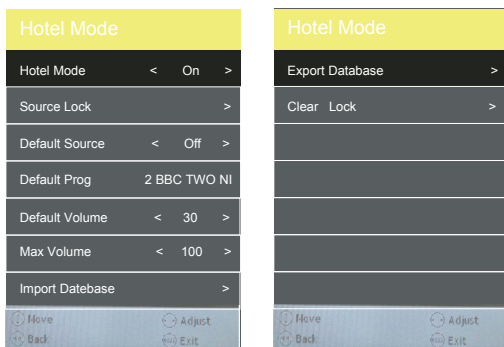 Hotel Mode
Hotel Mode < On >
Source Lock >
Default Source < Off >
Default Prog 2 BBC TWO NI
Default Volume < 30 >
Max Volume < 100 >
Import Datebase >
Move Adjust
Back Exit
Hotel Mode
Export Database >
Clear Lock >
Move Adjust
Back Exit